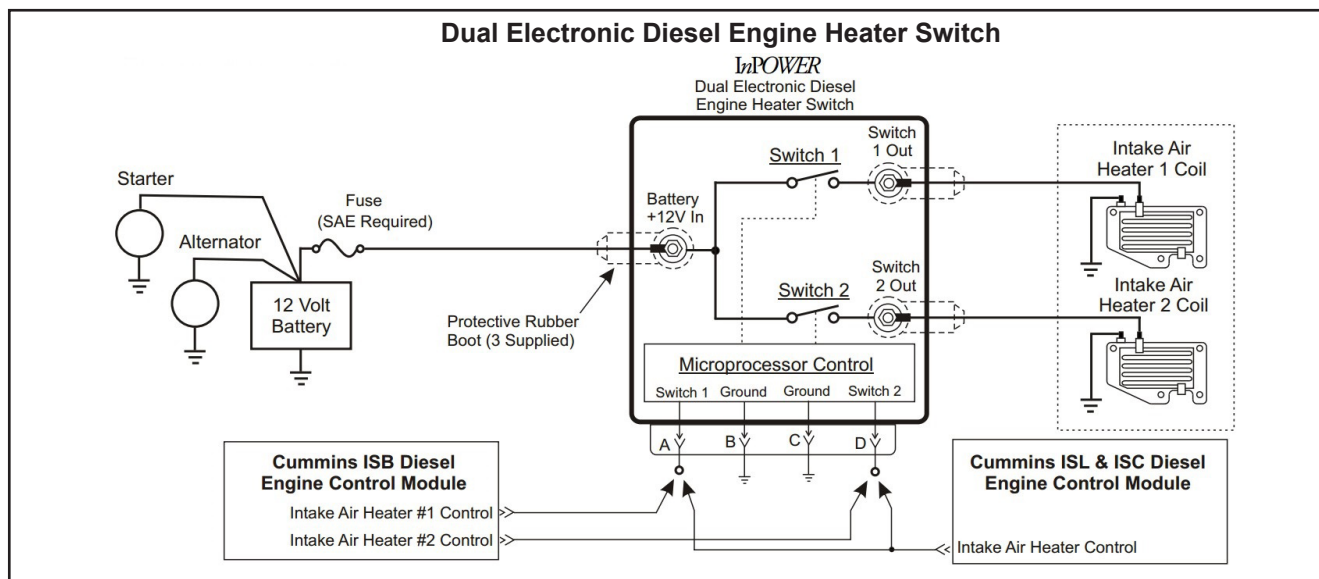 Dual Electronic Diesel Engine Heater Switch
InPOWER
Dual Electronic Diesel
Engine Heater Switch
Starter
Fuse
(SAE Required)
Alternator
12 Volt
Battery
Protective Rubber
Boot (3 Supplied)
Battery
+12V In
Switch 1
Switch
1 Out
Switch 2
Switch
2 Out
Intake Air
Heater 1 Coil
Intake Air
Heater 2 Coil
Microprocessor Control
Switch 1 Ground Ground Switch 2
A B C D
Cummins ISB Diesel
Engine Control Module
Intake Air Heater #1 Control
Intake Air Heater #2 Control
Cummins ISL & ISC Diesel
Engine Control Module
Intake Air Heater Control